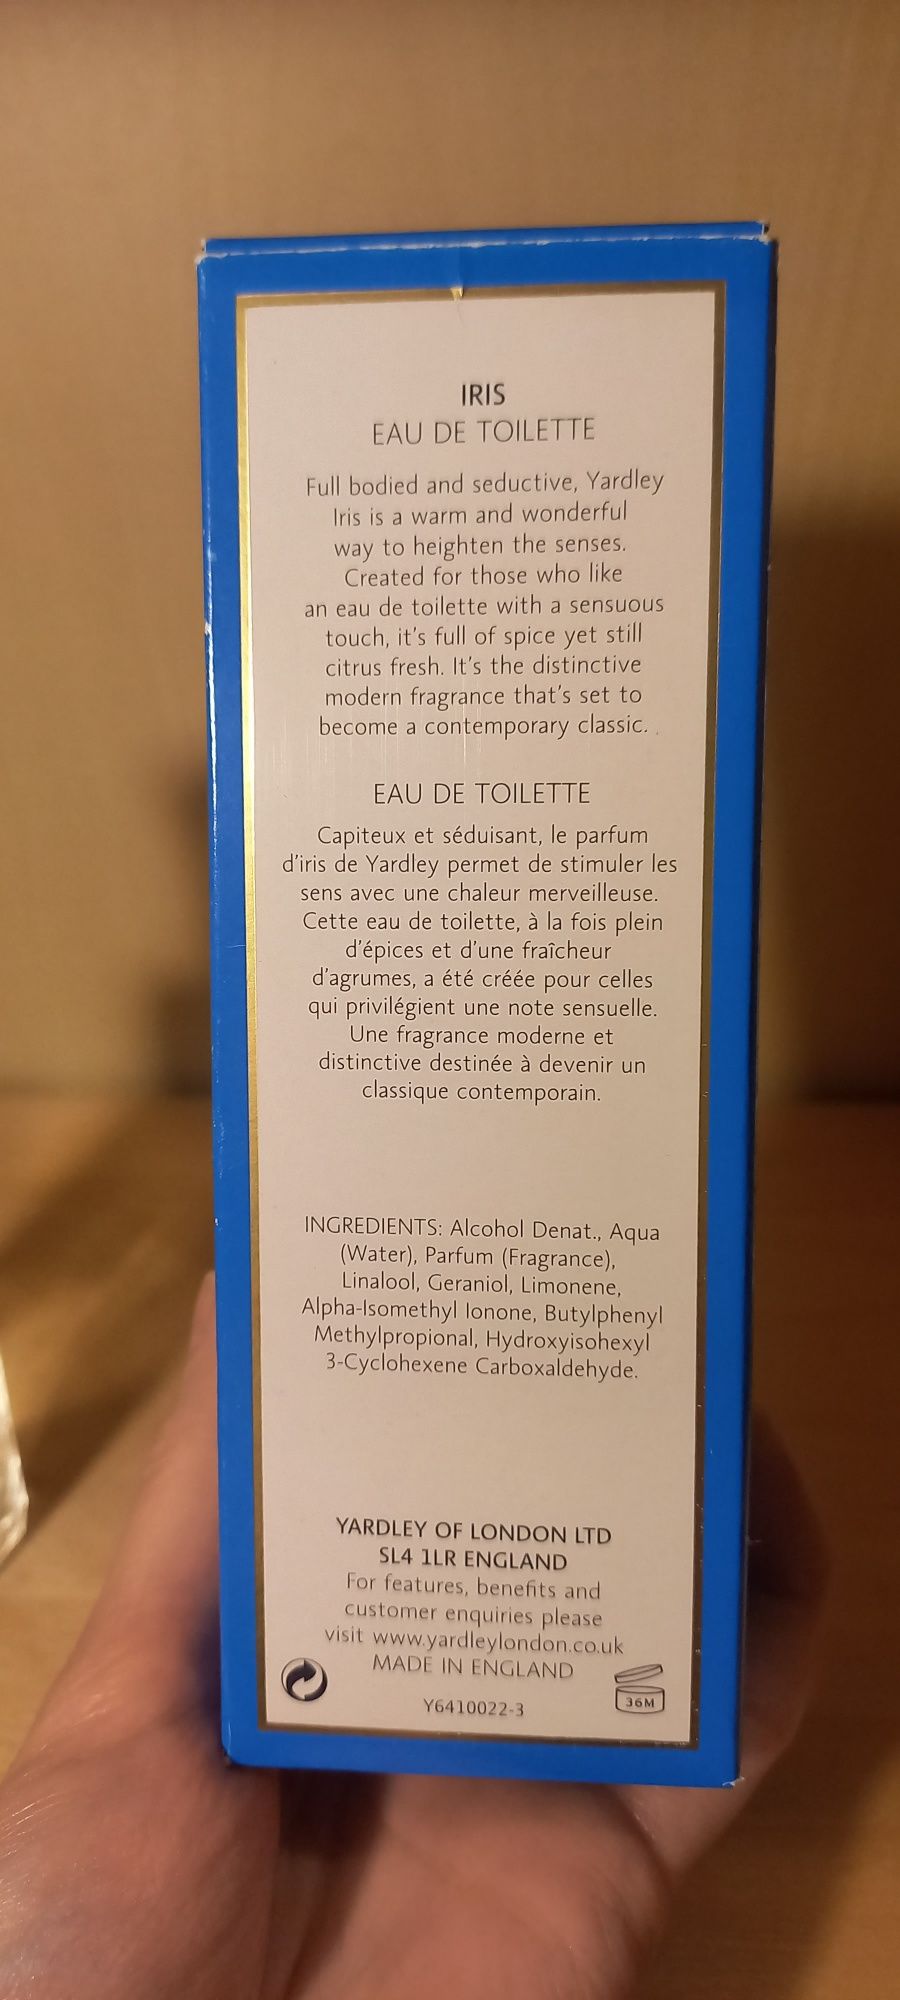 IRIS
EAU DE TOILETTE
Full bodied and seductive, Yardley
Iris is a warm and wonderful
way to heighten the senses.
Created for those who like
an eau de toilette with a sensuous
touch, it's full of spice yet still
citrus fresh. It's the distinctive
modern fragrance that's set to
become a contemporary classic.
EAU DE TOILETTE
Capiteux et séduisant, le parfum
d'iris de Yardley permet de stimuler les
sens avec une chaleur merveilleuse.
Cette eau de toilette, à la fois plein
d'épices et d'une fraîcheur
d'agrumes, a été créée pour celles
qui privilégient une note sensuelle.
Une fragrance moderne et
distinctive destinée à devenir un
classique contemporain.
INGREDIENTS: Alcohol Denat., Aqua
(Water), Parfum (Fragrance),
Linalool, Geraniol, Limonene,
Alpha-Isomethyl Ionone, Butylphenyl
Methylpropional, Hydroxyisohexyl
3-Cyclohexene Carboxaldehyde.
YARDLEY OF LONDON LTD
SL4 1LR ENGLAND
For features, benefits and
customer enquiries please
visit www.yardleylondon.co.uk
MADE IN ENGLAND
Y6410022-3
36M